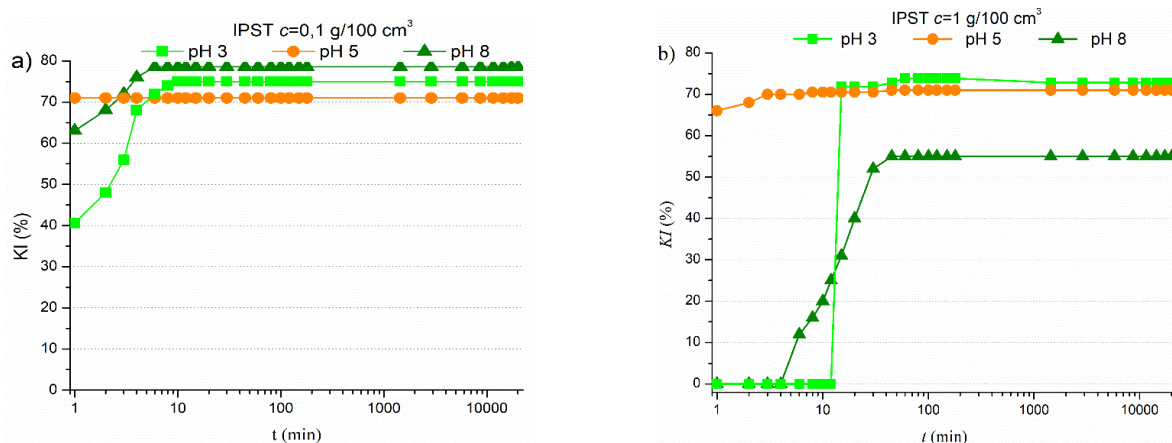 IPST c=0,1 g/100 cm³
pH 3 pH 5 pH 8
a)
80
70
60
50
40
30
20
10
0
KI (%)
1 10 100 1000 10000
t (min)
IPST c=1 g/100 cm³
pH 3 pH 5 pH 8
b)
80
70
60
50
40
30
20
10
0
KI (%)
1 10 100 1000 10000
t (min)